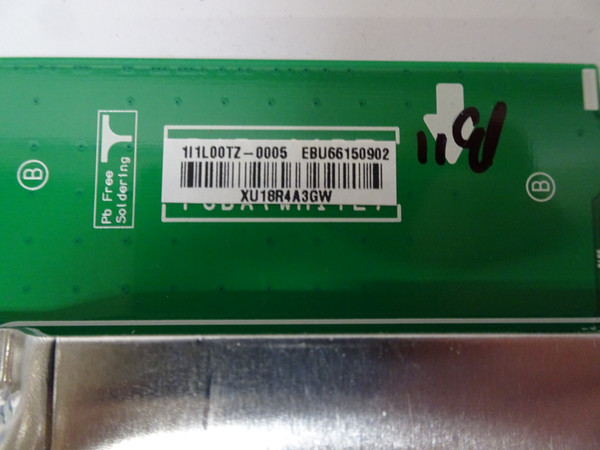 1I1L00TZ-0005 EBU66150902
XU18R4A3GW
Pb Free
Soldering
B
B